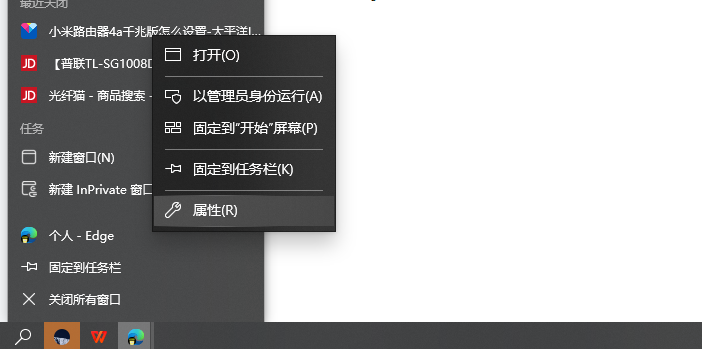 最近关闭
小米路由器4a千兆版怎么设置-太平洋I...
【普联TL-SG1008D
光纤猫 - 商品搜索 -
任务
新建窗口(N)
新建 InPrivate 窗口
个人 - Edge
固定到任务栏
关闭所有窗口
打开(O)
以管理员身份运行(A)
固定到"开始"屏幕(P)
固定到任务栏(K)
属性(R)
JD
JD